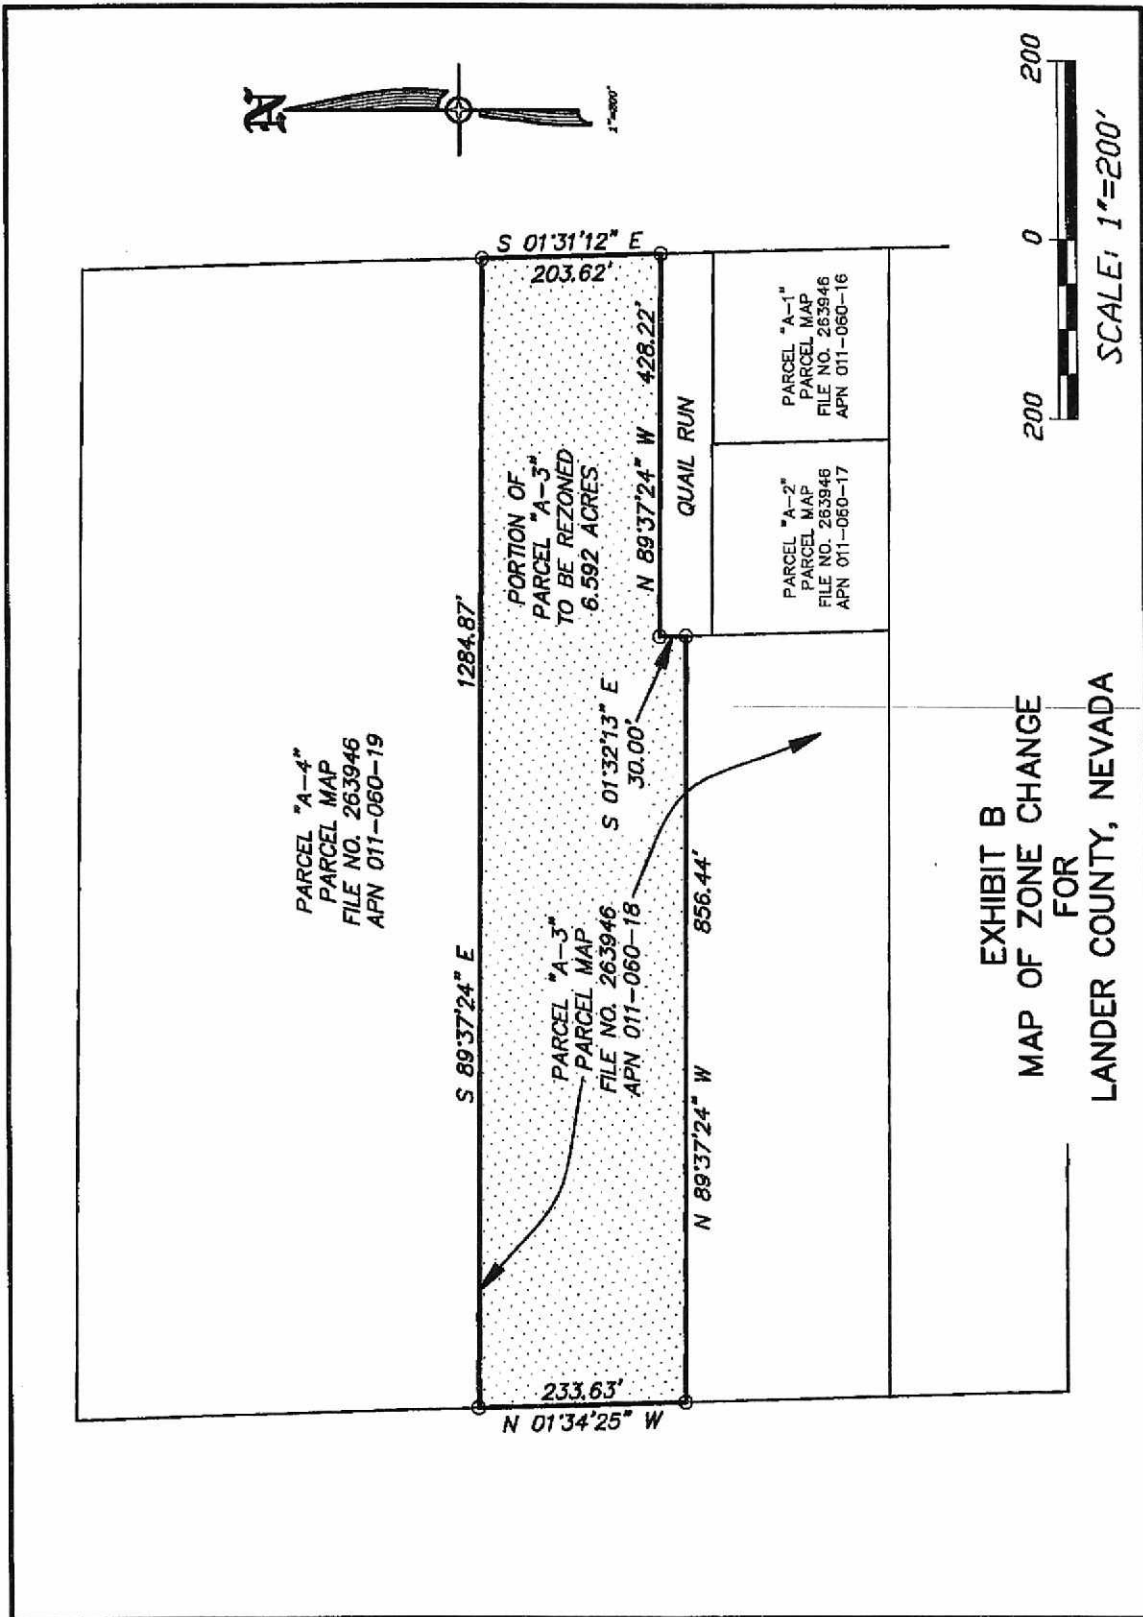 N
1"=200'
PARCEL "A-4"
PARCEL MAP
FILE NO. 263946
APN 011-060-19
S 89°37'24" E
1284.87'
S 01°31'12" E
203.62'
PORTION OF
PARCEL "A-3"
TO BE REZONED
6.592 ACRES
N 89°37'24" W
428.22'
QUAIL RUN
S 01°32'13" E
30.00'
PARCEL "A-3"
PARCEL MAP
FILE NO. 263946
APN 011-060-18
233.63'
N 01°34'25" W
N 89°37'24" W
856.44'
PARCEL "A-2"
PARCEL MAP
FILE NO. 263946
APN 011-060-17
PARCEL "A-1"
PARCEL MAP
FILE NO. 263946
APN 011-060-16
EXHIBIT B
MAP OF ZONE CHANGE
FOR
LANDER COUNTY, NEVADA
200
0
200
SCALE: 1"=200'